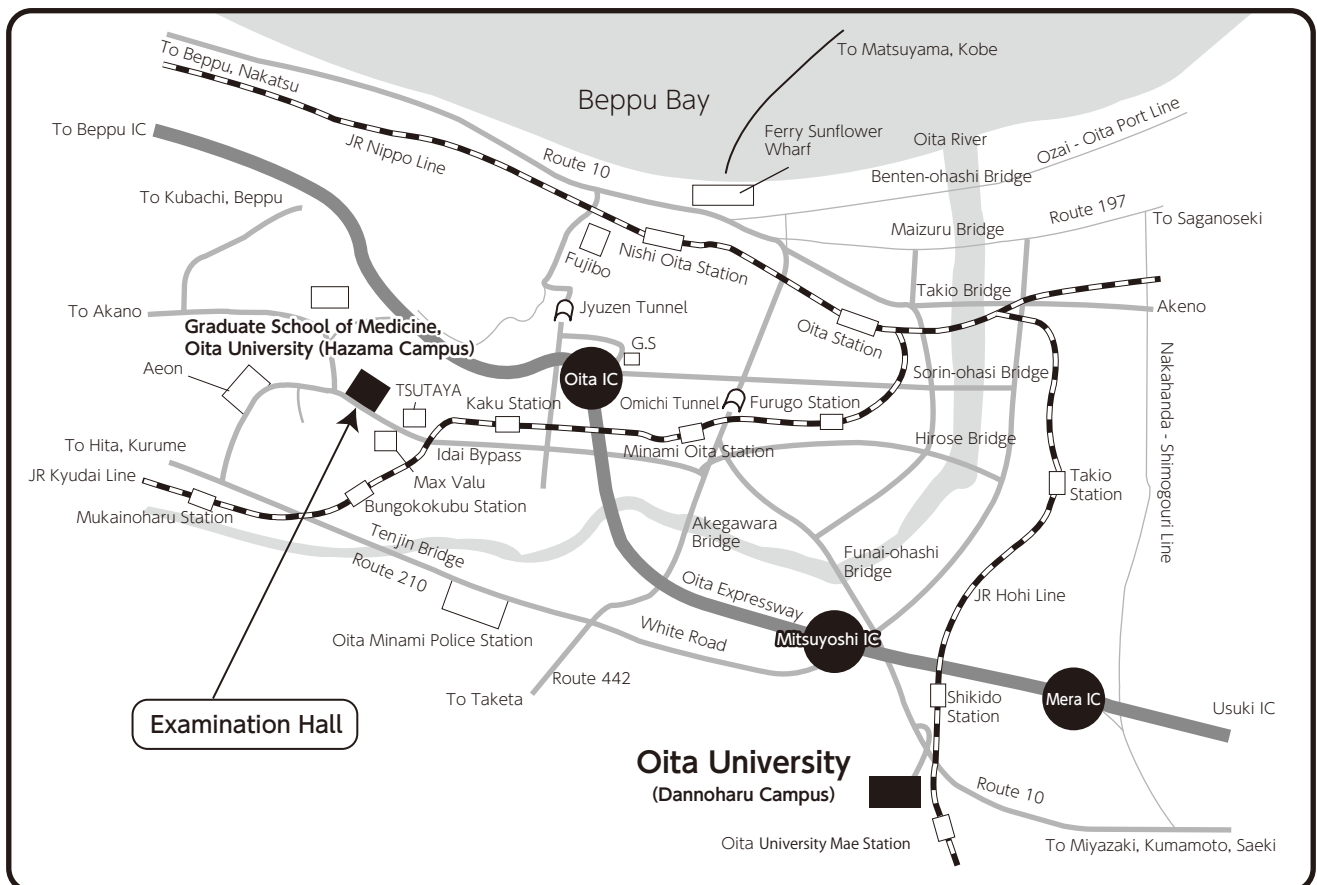 To Beppu, Nakatsu
To Matsuyama, Kobe
Beppu Bay
To Beppu IC
JR Nippo Line
Route 10
Ferry Sunflower
Wharf
Oita River
Ozai - Oita Port Line
Benten-ohashi Bridge
To Kubachi, Beppu
Route 197
To Saganoseki
Maizuru Bridge
Nishi Oita Station
Fujibo
Takio Bridge
Akeno
To Akano
Jyuzen Tunnel
Oita Station
Graduate School of Medicine,
Oita University (Hazama Campus)
G.S
Aeon
Oita IC
Sorin-ohasi Bridge
Nakahanda - Shimogouri Line
TSUTAYA
Kaku Station
Omichi Tunnel
Furugo Station
To Hita, Kurume
Idai Bypass
Minami Oita Station
Hirose Bridge
JR Kyudai Line
Max Valu
Takio
Station
Mukainoharu Station
Bungokokubu Station
Tenjin Bridge
Akegawara
Bridge
Funai-ohashi
Bridge
Route 210
Oita Expressway
JR Hohi Line
Oita Minami Police Station
White Road
Mitsuyoshi IC
Route 442
To Taketa
Shikido
Station
Mera IC
Usuki IC
Examination Hall
Oita University
(Dannoharu Campus)
Route 10
Oita University Mae Station
To Miyazaki, Kumamoto, Saeki